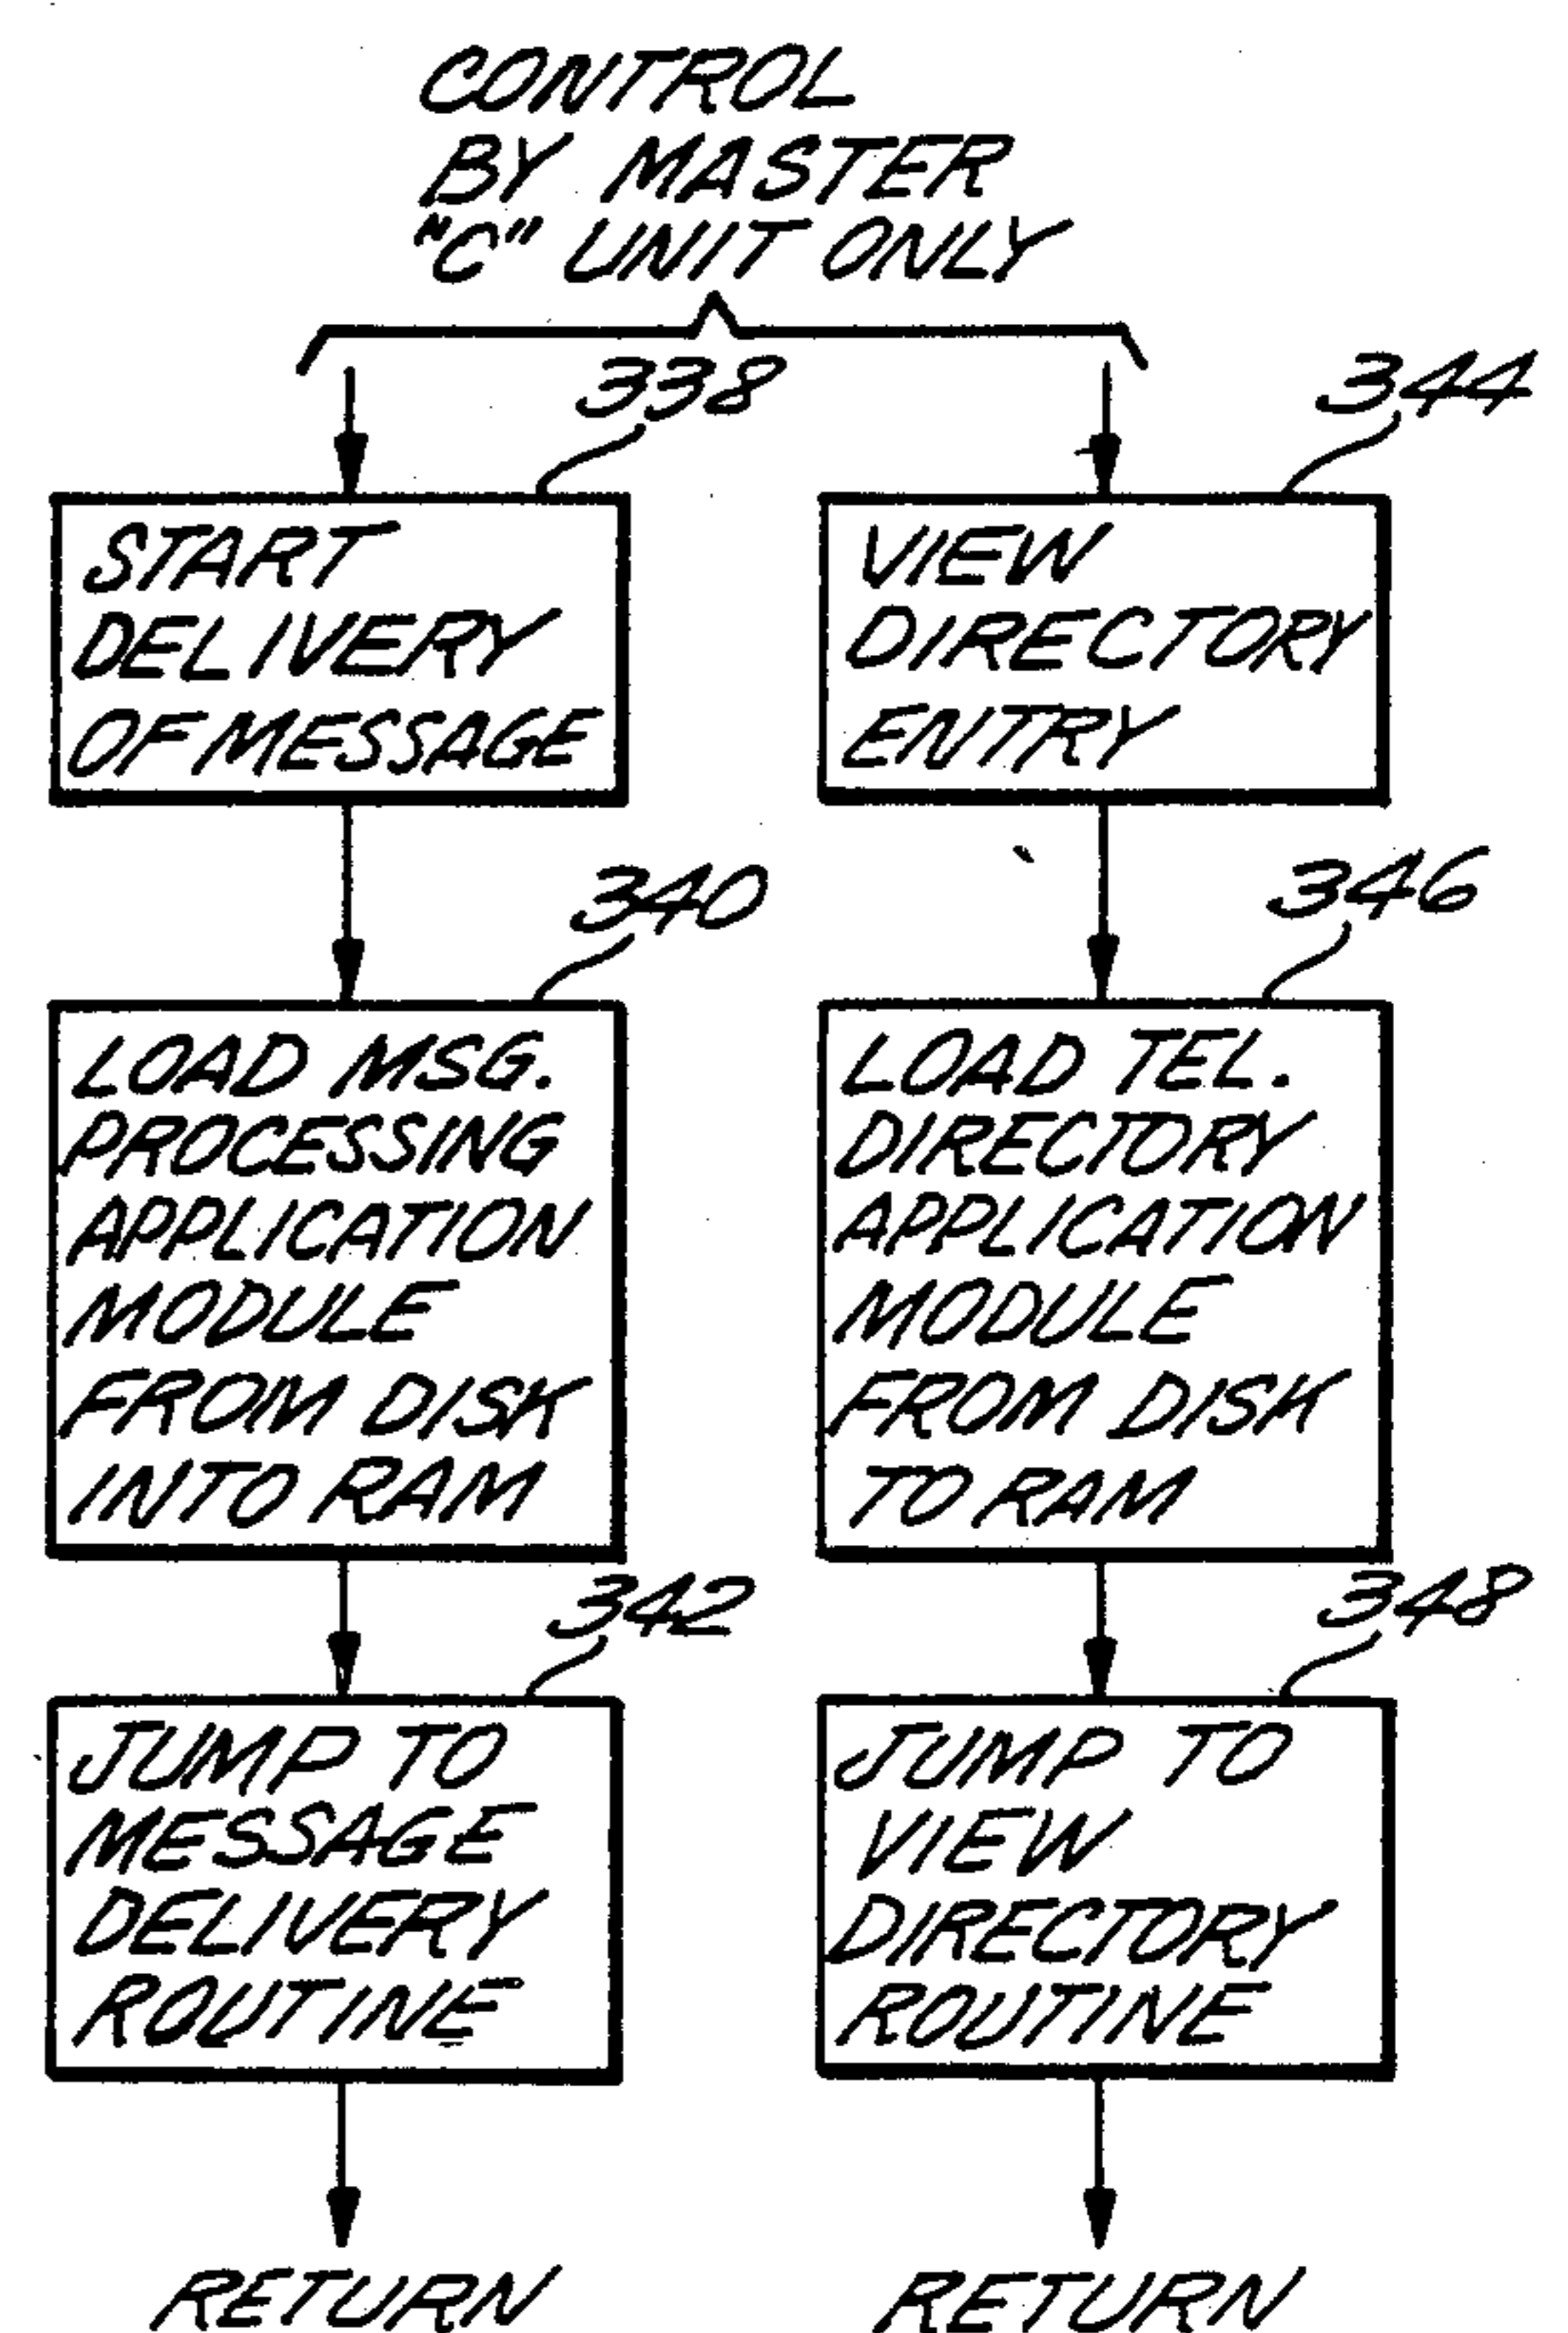 CONTROL
BY MASTER
"C" UNIT ONLY
338
START
DELIVERY
OF MESSAGE
340
LOAD MSG.
PROCESSING
APPLICATION
MODULE
FROM DISK
INTO RAM
342
JUMP TO
MESSAGE
DELIVERY
ROUTINE
RETURN
344
VIEW
DIRECTORY
ENTRY
346
LOAD TEL.
DIRECTORY
APPLICATION
MODULE
FROM DISK
TO RAM
348
JUMP TO
VIEW
DIRECTORY
ROUTINE
RETURN